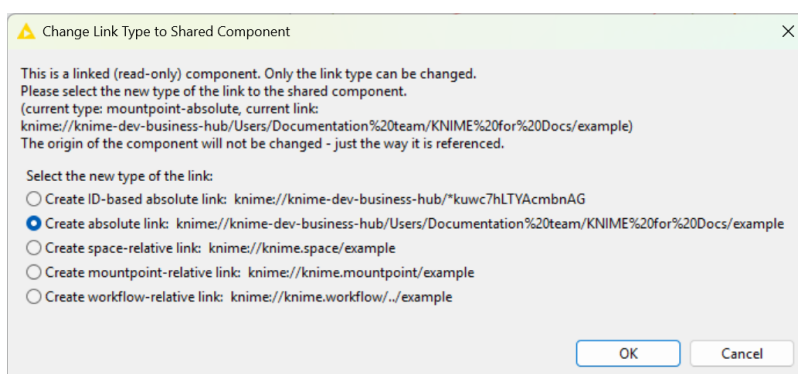 Change Link Type to Shared Component
This is a linked (read-only) component. Only the link type can be changed.
Please select the new type of the link to the shared component.
(current type: mountpoint-absolute, current link:
knime://knime-dev-business-hub/Users/Documentation%20team/KNIME%20for%20Docs/example)
The origin of the component will not be changed - just the way it is referenced.
Select the new type of the link:
Create ID-based absolute link: knime://knime-dev-business-hub/*kuwc7hLTYAcmbnAG
Create absolute link: knime://knime-dev-business-hub/Users/Documentation%20team/KNIME%20for%20Docs/example
Create space-relative link: knime://knime.space/example
Create mountpoint-relative link: knime://knime.mountpoint/example
Create workflow-relative link: knime://knime.workflow/../example
OK Cancel